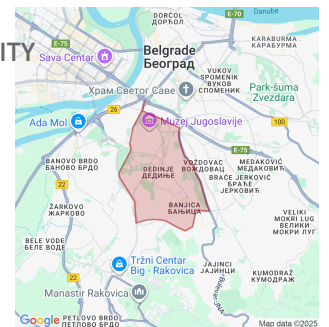 DORĆOL
ДОРЋОЛ
E-70
Danube
E-75
ITY
Sava Centar
Belgrade
Београд
KARABURMA
КАРАБУРМА
VUKOV
SPOMENIK
ВУКОВ
СПОМЕНИК
Park-šuma
Zvezdara
Храм Светог Саве
26
Ada Mol
Muzej Jugoslavije
100
E-75
BANOVO BRDO
БАНОВО БРДО
DEDINJE
ДЕДИЊЕ
VOŽDOVAC
ВОЖДОВАЦ
MEDAKOVIĆ
МЕДАКОВИЋ
BRAĆE JERKOVIĆ
БРАЋЕ
ЈЕРКОВИЋ
22
ŽARKOVO
ЖАРКОВО
BANJICA
БАЊИЦА
VELIKI
MOKRI LUG
ВЕЛИКИ
МОКРИ ЛУГ
BELE VODE
БЕЛЕ ВОДЕ
Tržni Centar
Big - Rakovica
JAJINCI
ЈАЈИНЦИ
KUMODRAŽ
КУМОДРАЖ
22
Manastir Rakovica
PETLOVO BRDO
ПЕТЛОВО БРДО
Google
Map data ©2025